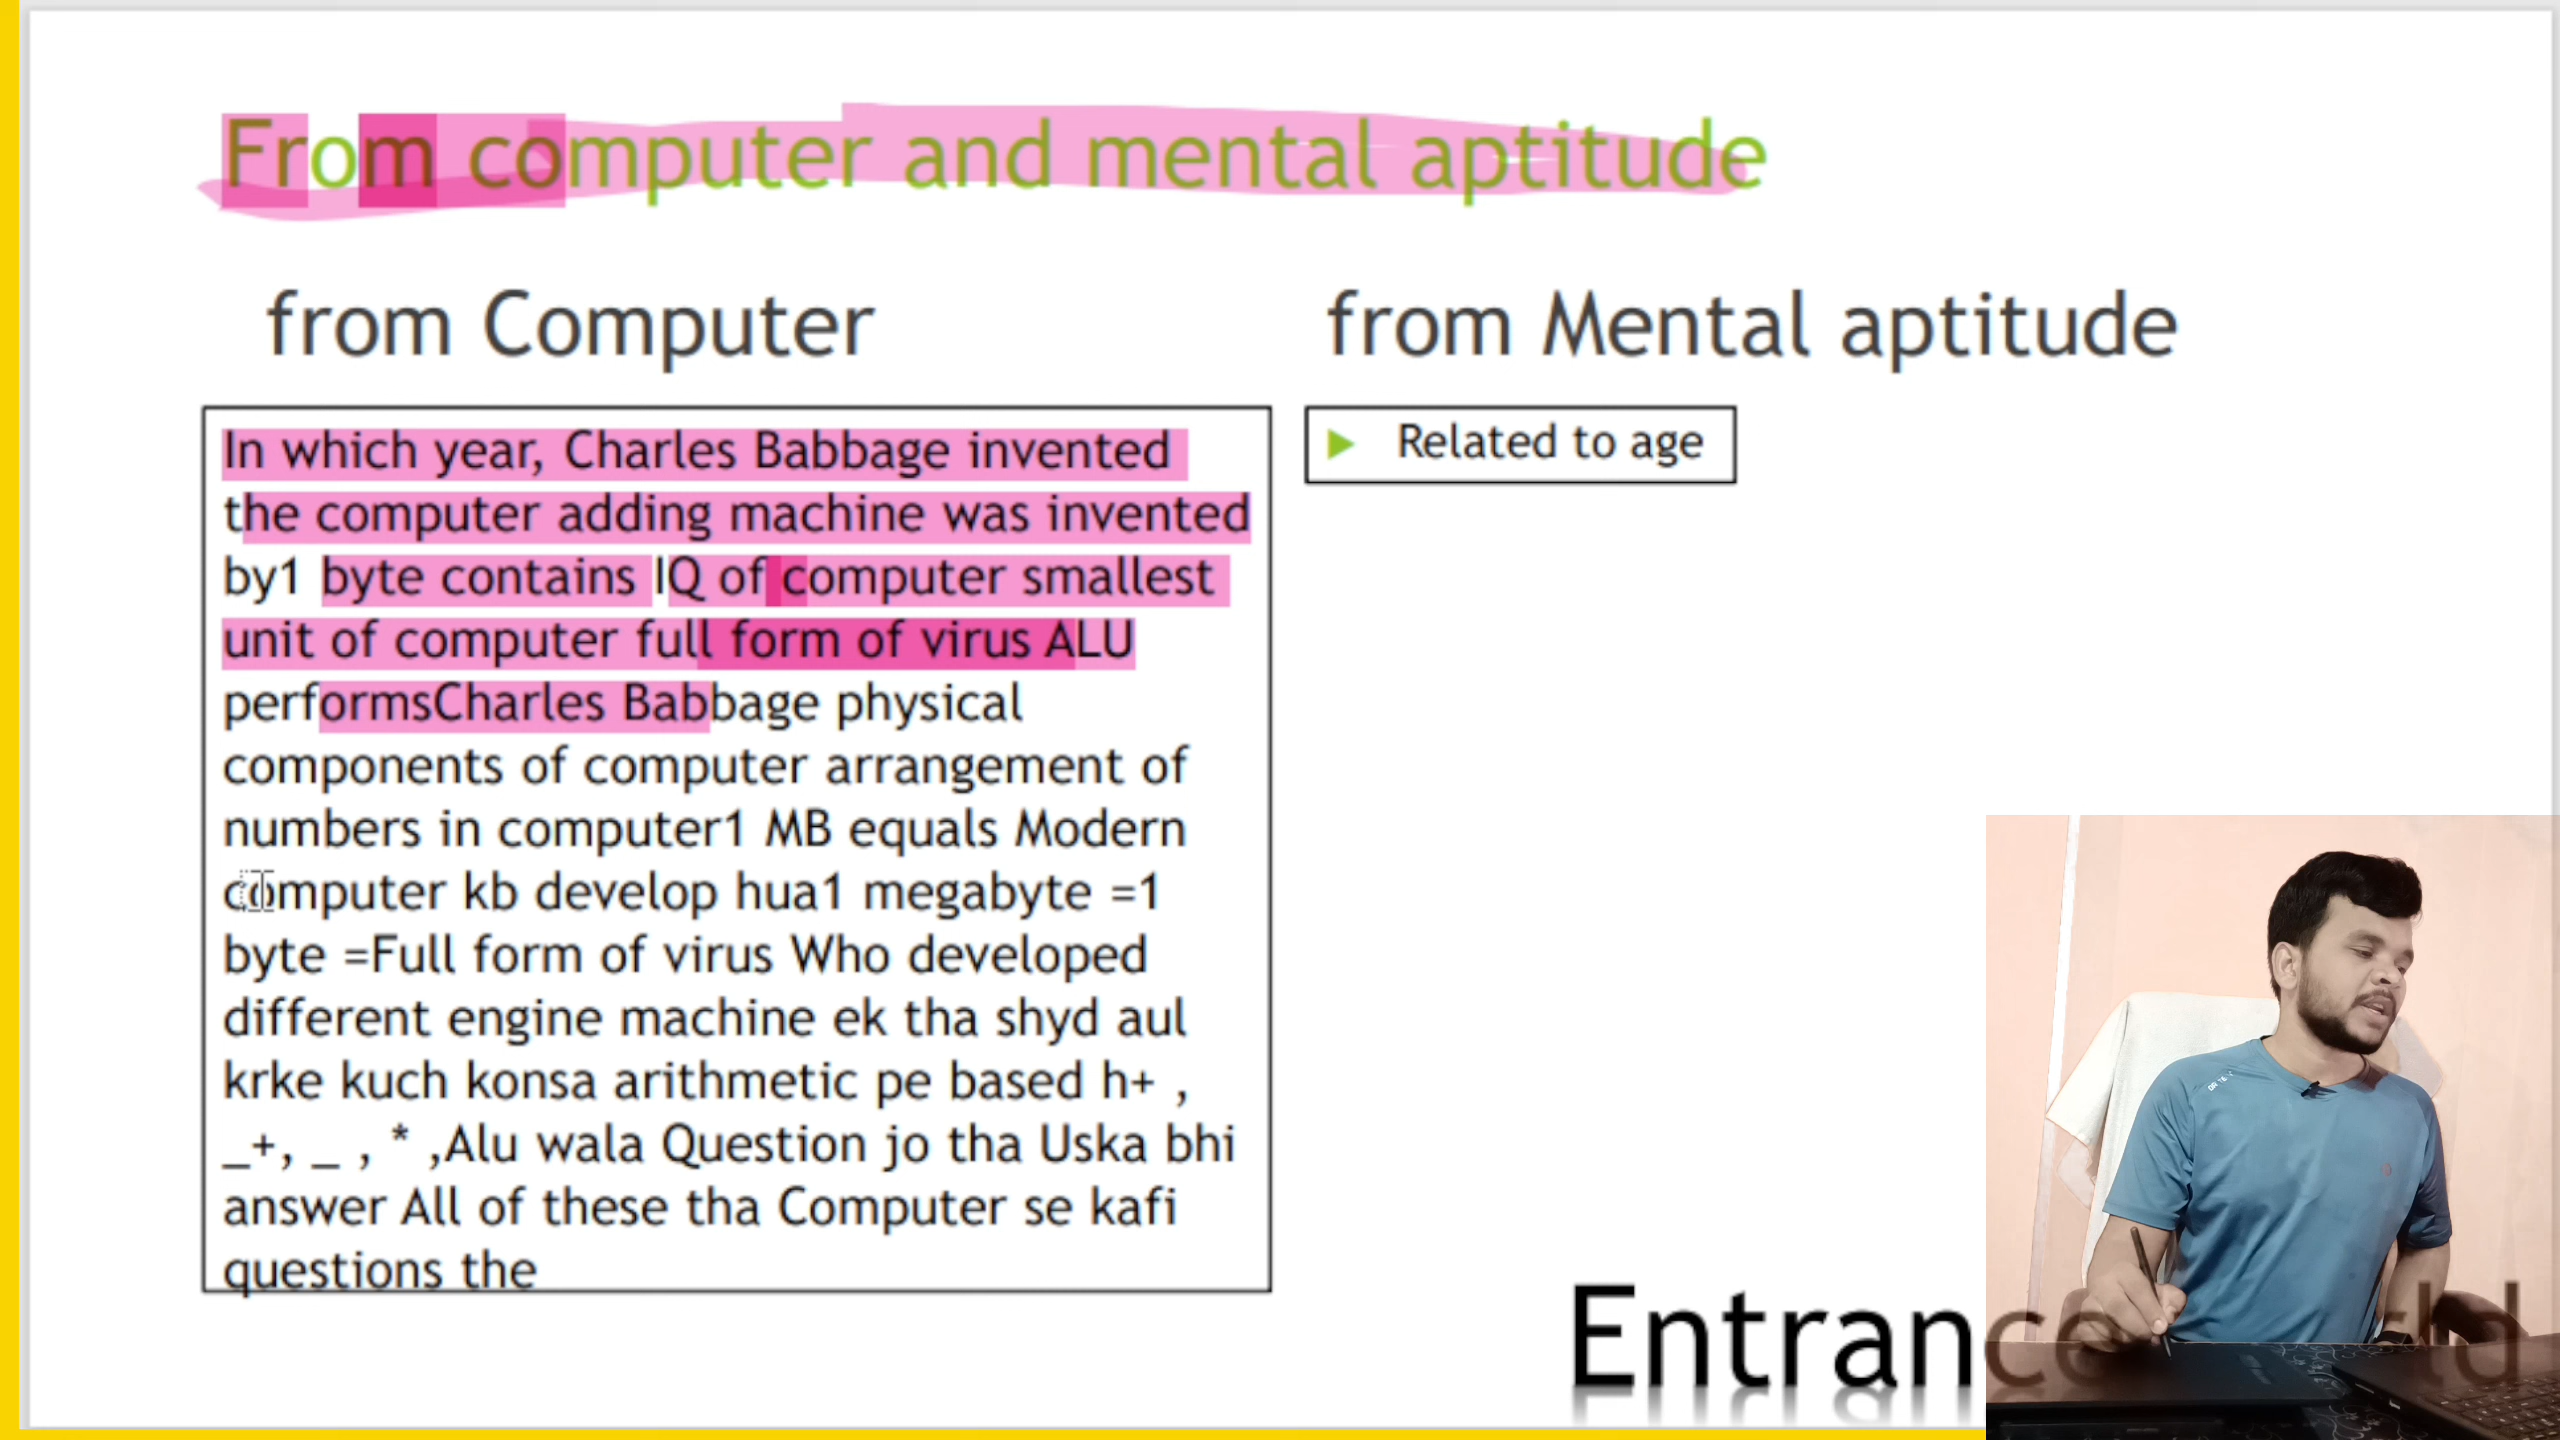 From computer and mental aptitude
from Computer
In which year, Charles Babbage invented
the computer adding machine was invented
by1 byte contains IQ of computer smallest
unit of computer full form of virus ALU
performsCharles Babbage physical
components of computer arrangement of
numbers in computer1 MB equals Modern
computer kb develop hua1 megabyte =1
byte =Full form of virus Who developed
different engine machine ek tha shyd aul
krke kuch konsa arithmetic pe based h+ ,
_+, _ , * ,Alu wala Question jo tha Uska bhi
answer All of these tha Computer se kafi
questions the
from Mental aptitude
Related to age